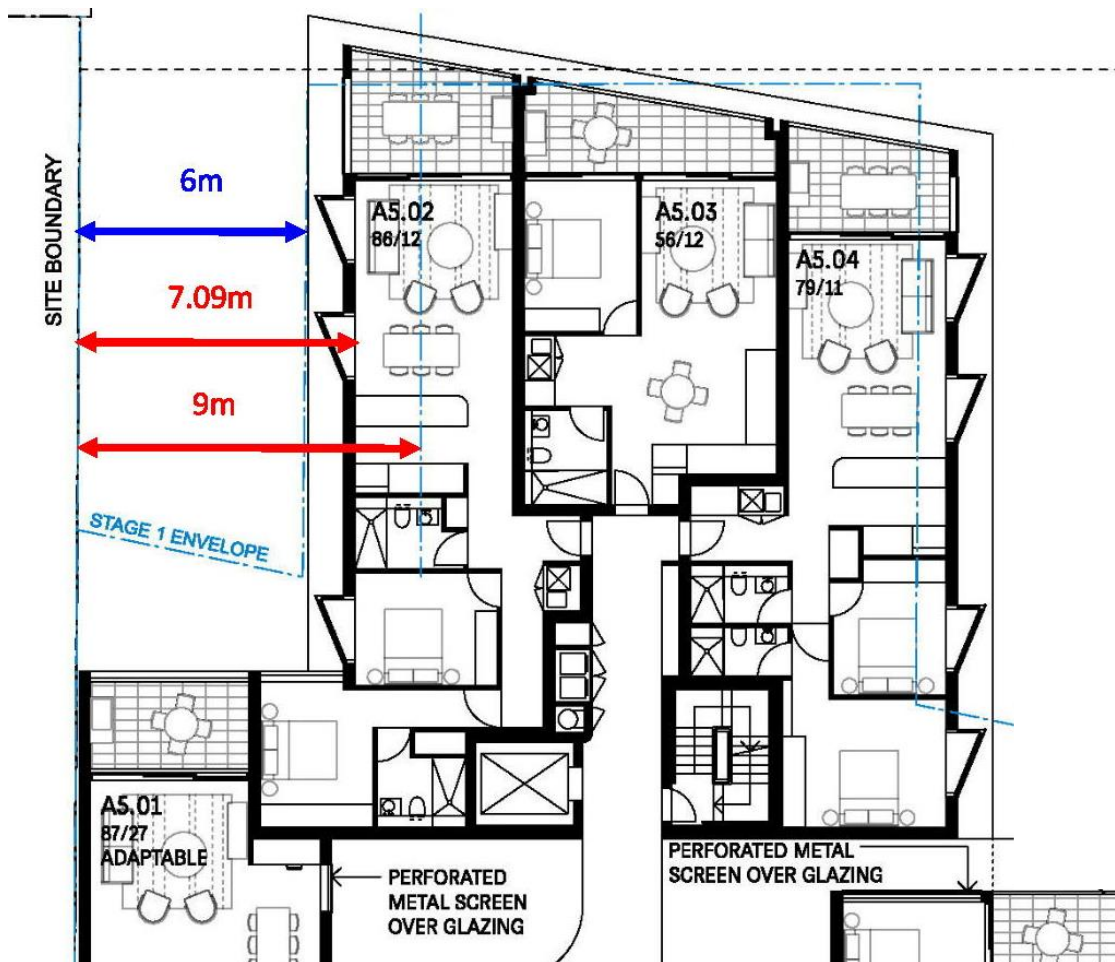 SITE BOUNDARY
6m
7.09m
9m
STAGE 1 ENVELOPE
A5.02
86/12
A5.03
56/12
A5.04
79/11
A5.01
87/27
ADAPTABLE
PERFORATED
METAL SCREEN
OVER GLAZING
PERFORATED METAL
SCREEN OVER GLAZING